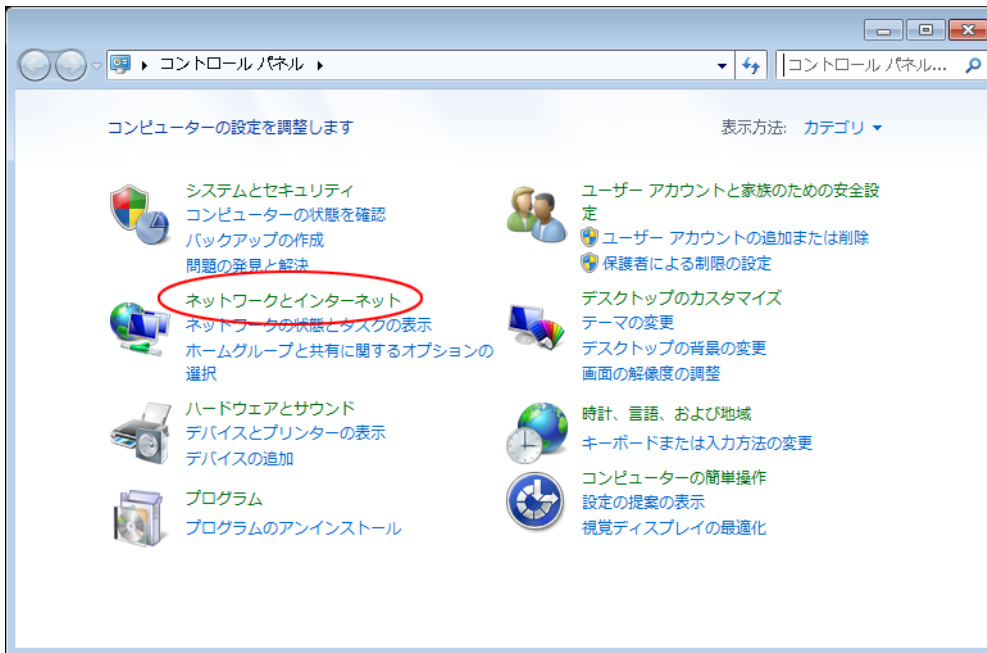 コントロール パネル
コントロール パネル...
コンピューターの設定を調整します
表示方法: カテゴリ
システムとセキュリティ
コンピューターの状態を確認
バックアップの作成
問題の発見と解決
ネットワークとインターネット
ネットワークの状態とタスクの表示
ホームグループと共有に関するオプションの
選択
ハードウェアとサウンド
デバイスとプリンターの表示
デバイスの追加
プログラム
プログラムのアンインストール
ユーザー アカウントと家族のための安全設
定
ユーザー アカウントの追加または削除
保護者による制限の設定
デスクトップのカスタマイズ
テーマの変更
デスクトップの背景の変更
画面の解像度の調整
時計、言語、および地域
キーボードまたは入力方法の変更
コンピューターの簡単操作
設定の提案の表示
視覚ディスプレイの最適化